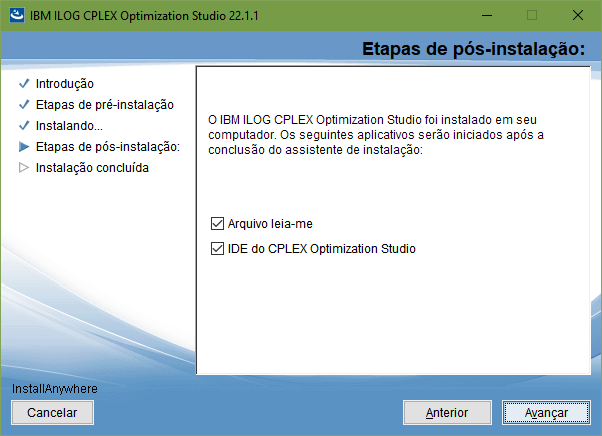 IBM ILOG CPLEX Optimization Studio 22.1.1
Etapas de pós-instalação:
Introdução
Etapas de pré-instalação
Instalando...
Etapas de pós-instalação:
Instalação concluída
O IBM ILOG CPLEX Optimization Studio foi instalado em seu
computador. Os seguintes aplicativos serão iniciados após a
conclusão do assistente de instalação:
Arquivo leia-me
IDE do CPLEX Optimization Studio
InstallAnywhere
Cancelar
Anterior
Avançar